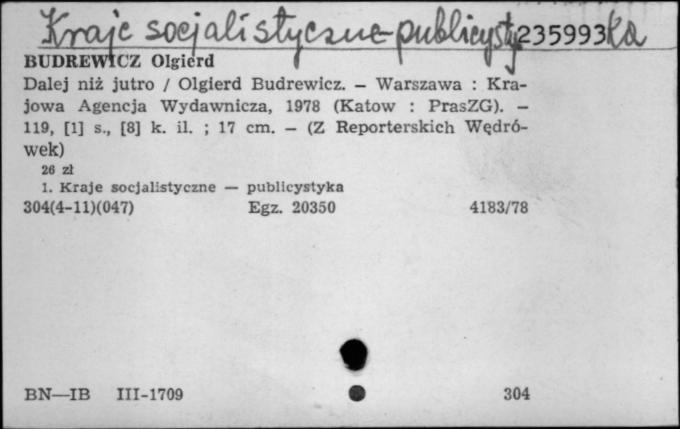 Kraje socjalistyczne - publicystyka
235993
BUDREWICZ Olgierd
Dalej niż jutro / Olgierd Budrewicz. — Warszawa : Kra-
jowa Agencja Wydawnicza, 1978 (Katow : PrasZG). —
119, [1] s., [8] k. il. ; 17 cm. — (Z Reporterskich Wędró-
wek)
26 zł
1. Kraje socjalistyczne — publicystyka
304(4-11)(047) Egz. 20350 4183/78
BN—IB III-1709 304